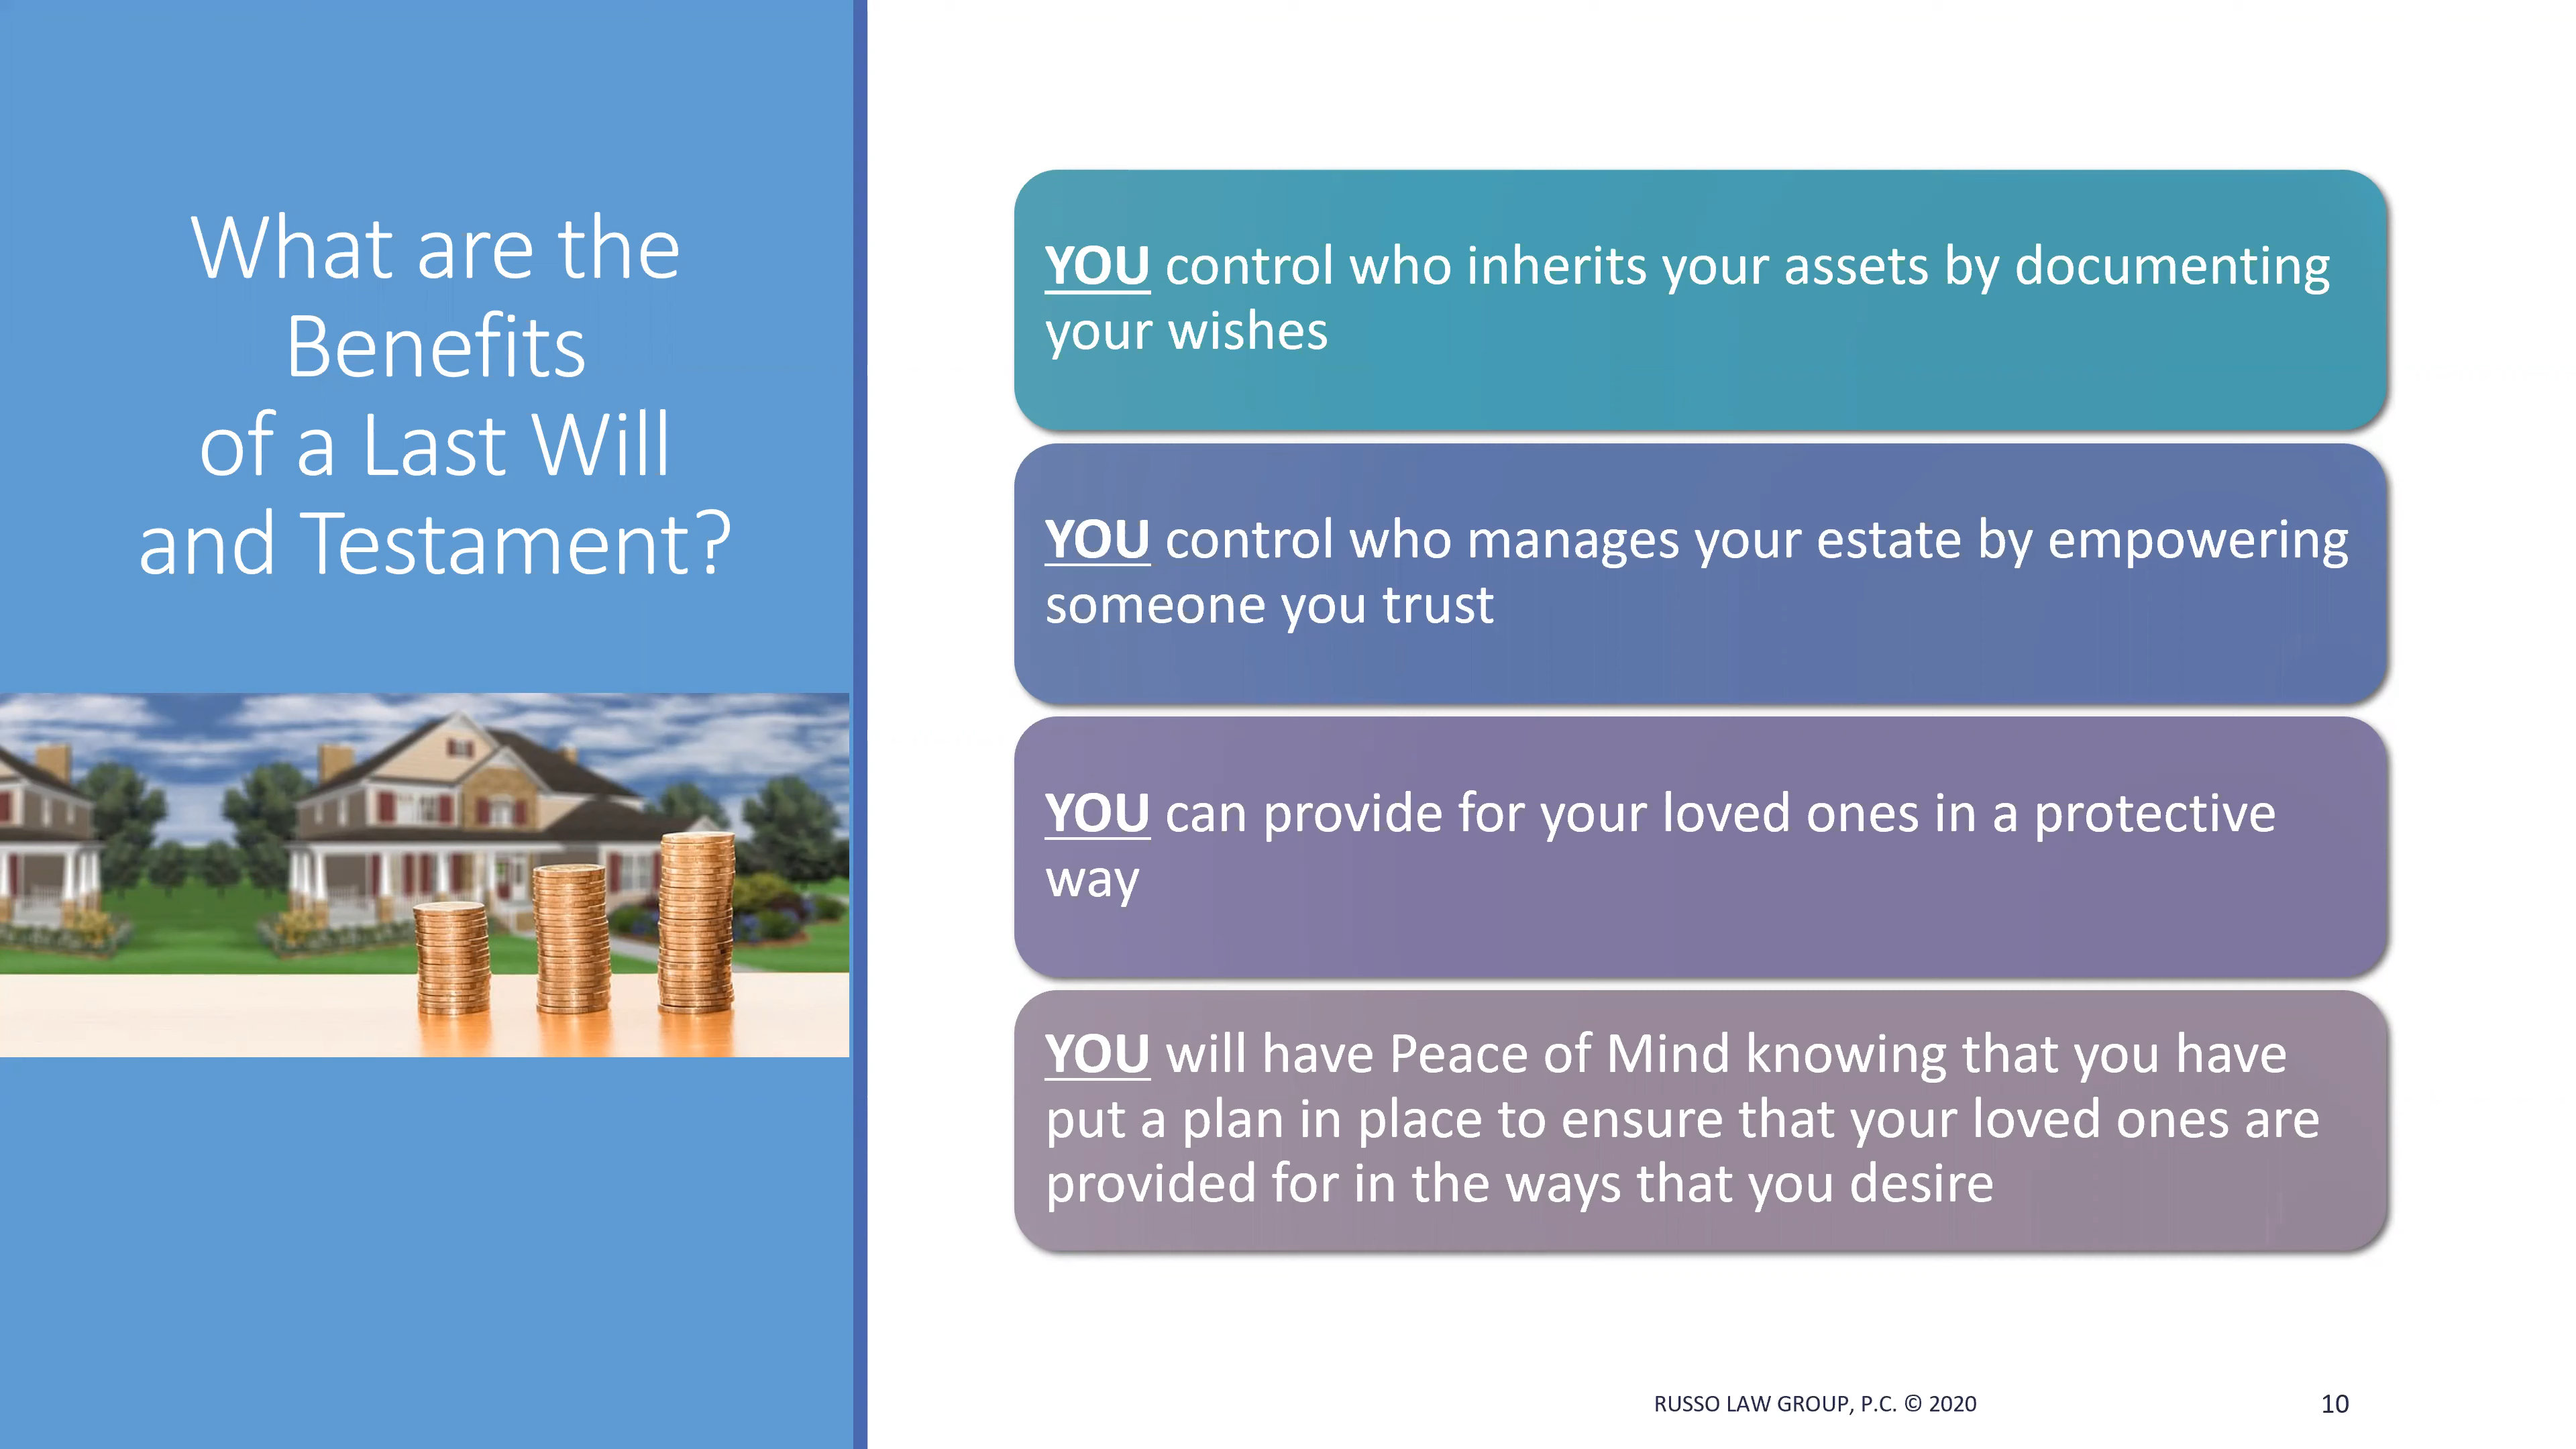 What are the
Benefits
of a Last Will
and Testament?
YOU control who inherits your assets by documenting
your wishes
YOU control who manages your estate by empowering
someone you trust
YOU can provide for your loved ones in a protective
way
YOU will have Peace of Mind knowing that you have
put a plan in place to ensure that your loved ones are
provided for in the ways that you desire
RUSSO LAW GROUP, P.C. © 2020
10